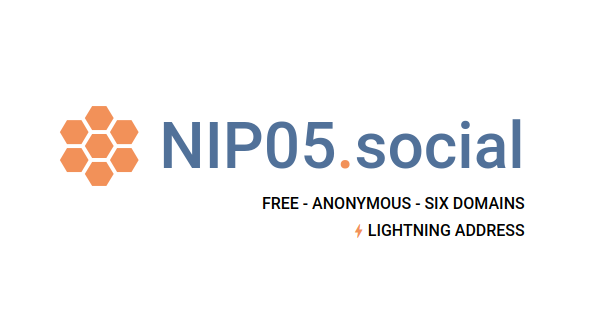 NIP05.social
FREE - ANONYMOUS - SIX DOMAINS
LIGHTNING ADDRESS